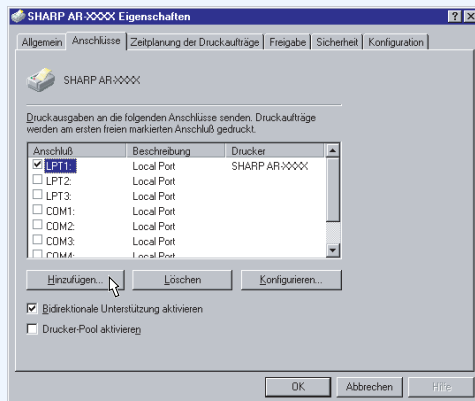 SHARP AR-XXXX Eigenschaften
Allgemein Anschlüsse Zeitplanung der Druckaufträge Freigabe Sicherheit Konfiguration
SHARP AR-XXXX
Druckausgaben an die folgenden Anschlüsse senden. Druckaufträge
werden am ersten freien markierten Anschluß gedruckt.
Anschluß Beschreibung Drucker
LPT1: Local Port SHARP AR-XXXX
LPT2: Local Port
LPT3: Local Port
COM1: Local Port
COM2: Local Port
COM3: Local Port
COM4: Local Port
Hinzufügen... Löschen Konfigurieren...
Bidirektionale Unterstützung aktivieren
Drucker-Pool aktivieren
OK Abbrechen Hilfe